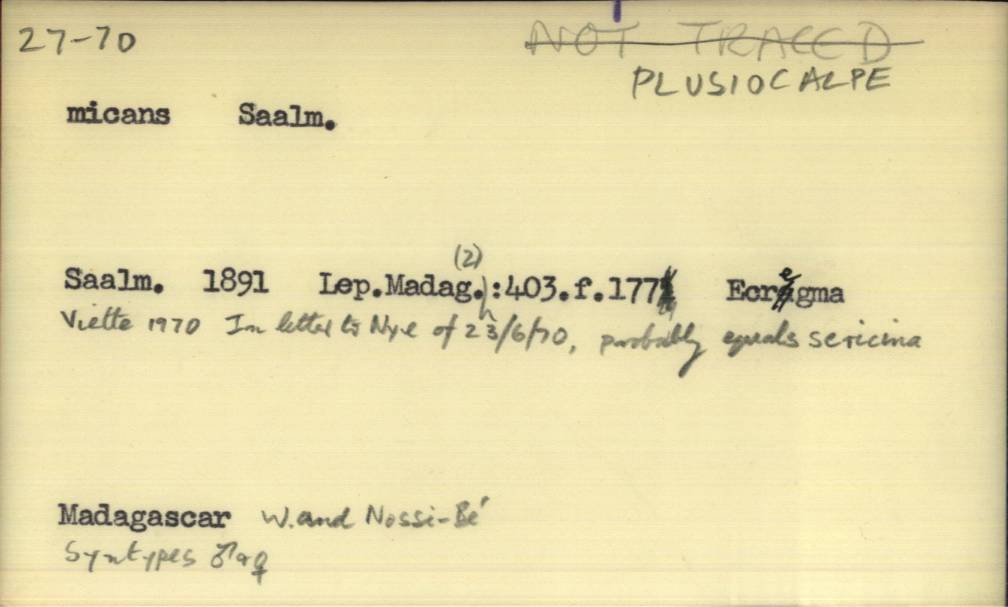 27-70
NOT TRACED
PLUSIOCALPE
micans Saalm.
Saalm. 1891 Lep.Madag.(2):403.f.177 Ecregma
Viette 1970 In letter to Nye of 23/6/70, probably equals sericina
Madagascar W. and Nossi-Bé
Syntypes ♂ & ♀